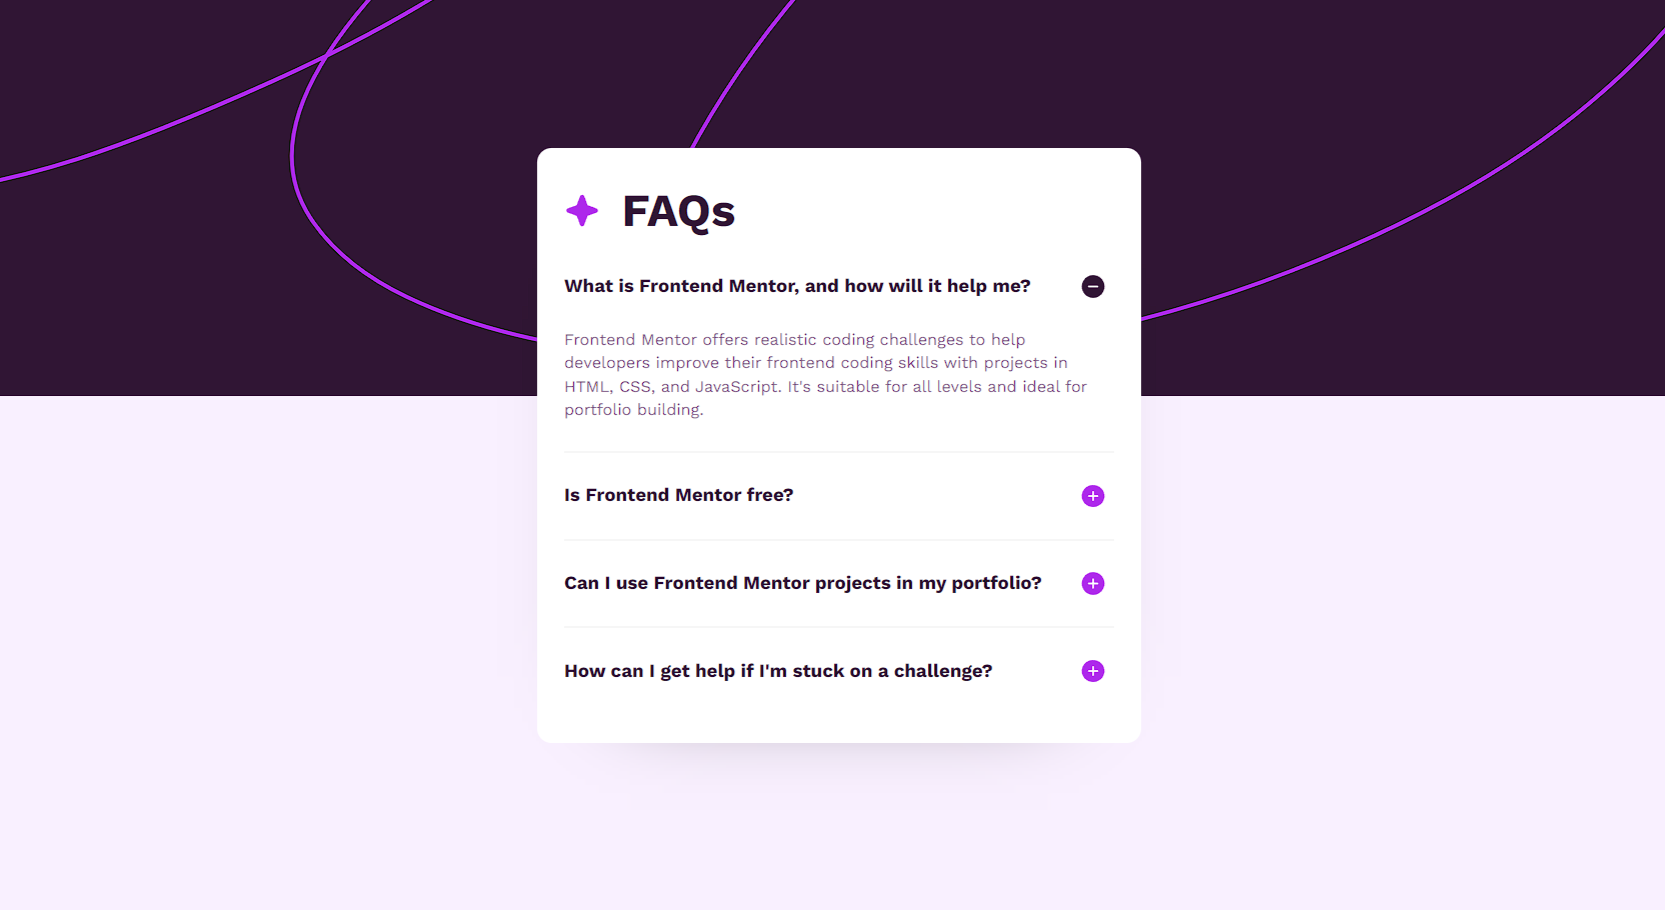 FAQs
What is Frontend Mentor, and how will it help me?
Frontend Mentor offers realistic coding challenges to help
developers improve their frontend coding skills with projects in
HTML, CSS, and JavaScript. It's suitable for all levels and ideal for
portfolio building.
Is Frontend Mentor free?
Can I use Frontend Mentor projects in my portfolio?
How can I get help if I'm stuck on a challenge?